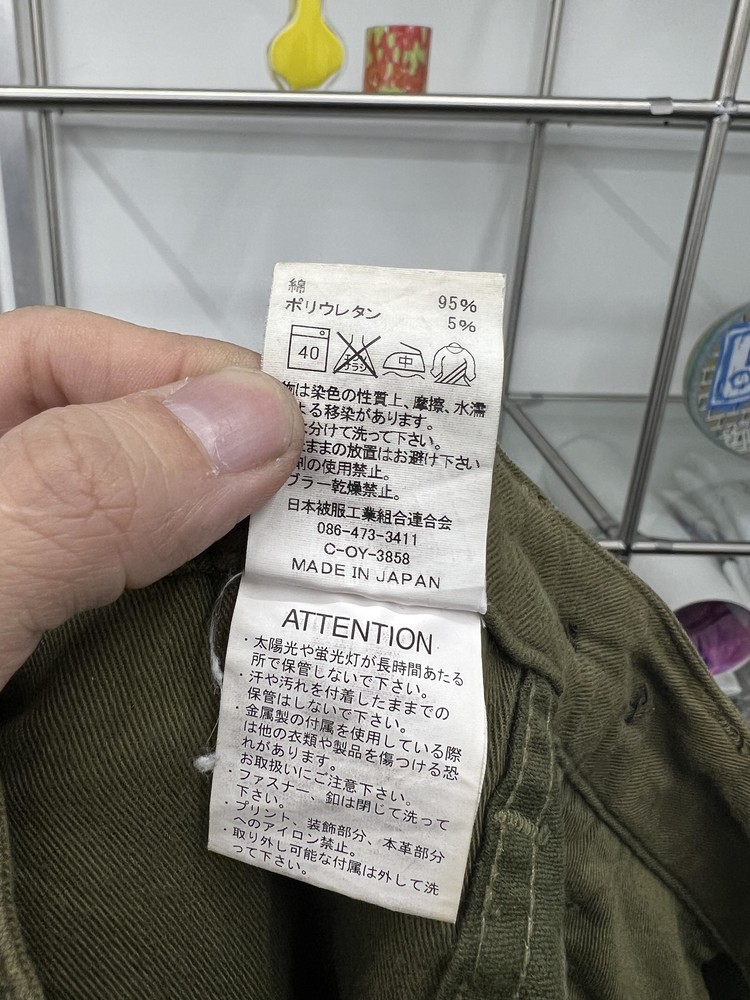 綿 95%
ポリウレタン 5%
40
エンソ
サラシ
中
は染色の性質上、摩擦、水濡
よる移染があります。
分けて洗って下さい。
ままの放置はお避け下さい
剤の使用禁止。
ブラー乾燥禁止。
日本被服工業組合連合会
086-473-3411
C-OY-3858
MADE IN JAPAN
ATTENTION
・太陽光や蛍光灯が長時間あたる
所で保管しないで下さい。
・汗や汚れを付着したままでの
保管はしないで下さい。
・金属製の付属を使用している際
は他の衣類や製品を傷つける恐
れがあります。
お取扱いにご注意下さい。
・ファスナー、釦は閉じて洗って
下さい。
・プリント、装飾部分、本革部分
へのアイロン禁止。
・取り外し可能な付属は外して洗
って下さい。